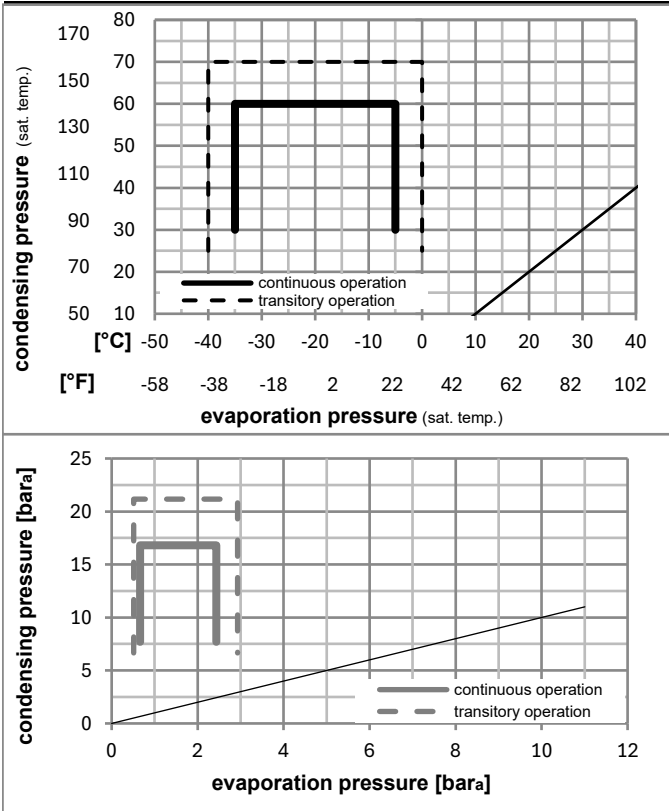 condensing pressure (sat. temp.)
170 80
70
150 60
130 50
110 40
90 30
70 20
50 10
continuous operation
transitory operation
[°C] -50 -40 -30 -20 -10 0 10 20 30 40
[°F] -58 -38 -18 2 22 42 62 82 102
evaporation pressure (sat. temp.)
condensing pressure [bara]
25
20
15
10
5
0
continuous operation
transitory operation
0 2 4 6 8 10 12
evaporation pressure [bara]